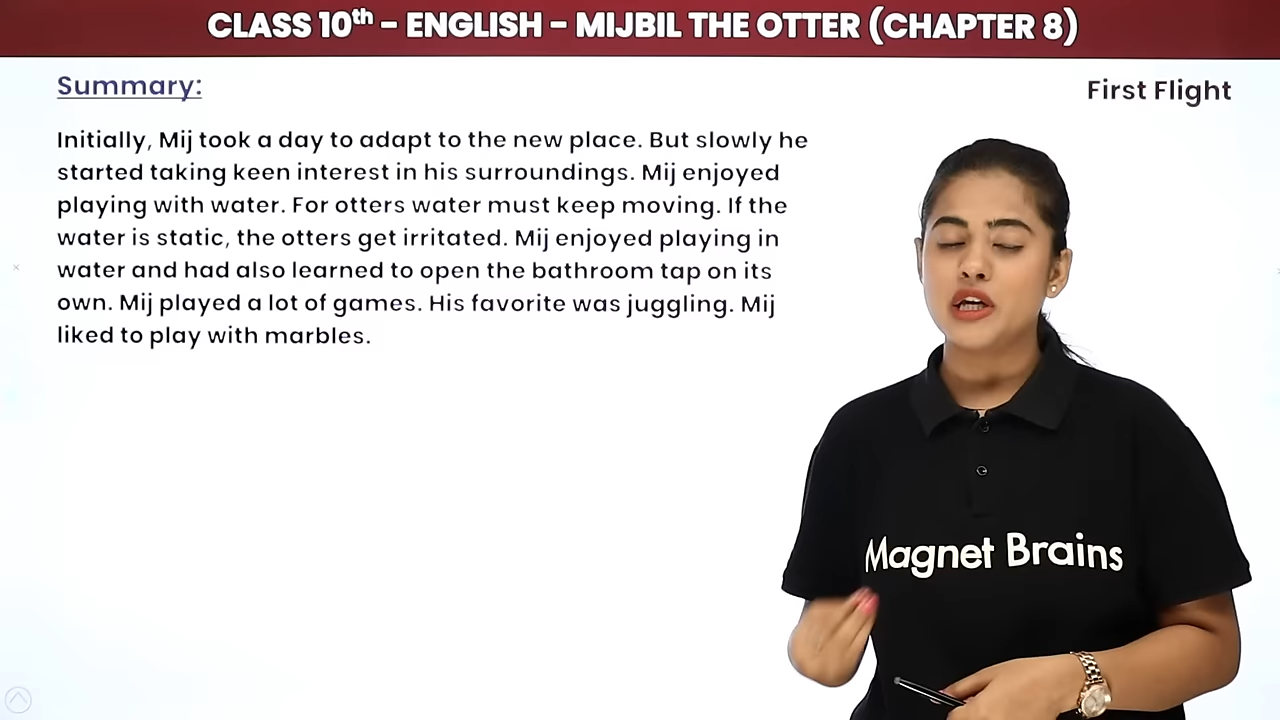 CLASS 10th - ENGLISH - MIJBIL THE OTTER (CHAPTER 8)
Summary:
First Flight
Initially, Mij took a day to adapt to the new place. But slowly he
started taking keen interest in his surroundings. Mij enjoyed
playing with water. For otters water must keep moving. If the
water is static, the otters get irritated. Mij enjoyed playing in
water and had also learned to open the bathroom tap on its
own. Mij played a lot of games. His favorite was juggling. Mij
liked to play with marbles.
Magnet Brains